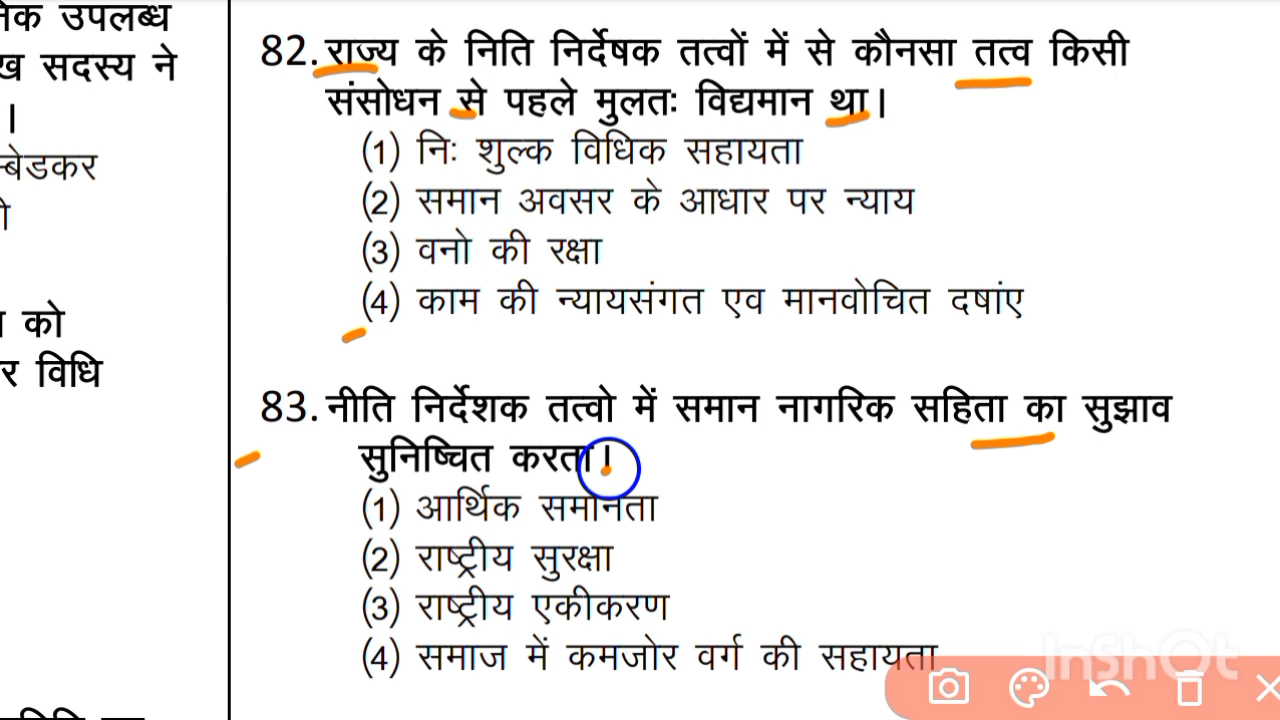 उपलब्ध
सदस्य ने
।
को
विधि
82. राज्य के निति निर्देषक तत्वों में से कौनसा तत्व किसी
संसोधन से पहले मुलतः विद्यमान था।
(1) निः शुल्क विधिक सहायता
(2) समान अवसर के आधार पर न्याय
(3) वनो की रक्षा
(4) काम की न्यायसंगत एव मानवोचित दषांए
83. नीति निर्देशक तत्वो में समान नागरिक सहिता का सुझाव
सुनिष्चित करता।
(1) आर्थिक समानता
(2) राष्ट्रीय सुरक्षा
(3) राष्ट्रीय एकीकरण
(4) समाज में कमजोर वर्ग की सहायता
InShOt